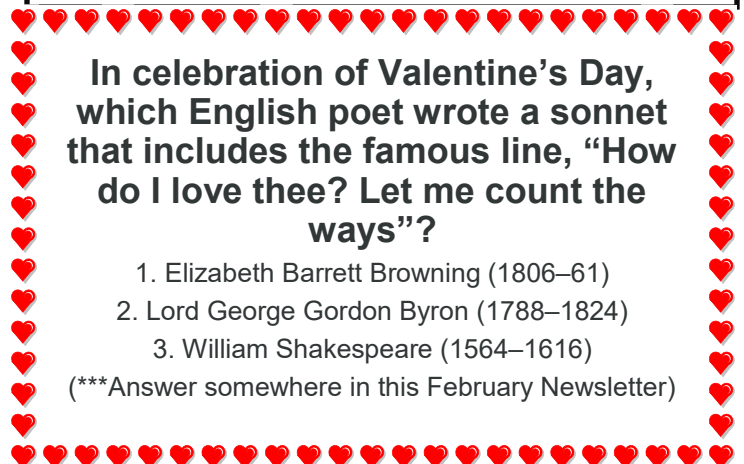 In celebration of Valentine’s Day,
which English poet wrote a sonnet
that includes the famous line, “How
do I love thee? Let me count the
ways”?
1. Elizabeth Barrett Browning (1806–61)
2. Lord George Gordon Byron (1788–1824)
3. William Shakespeare (1564–1616)
(***Answer somewhere in this February Newsletter)